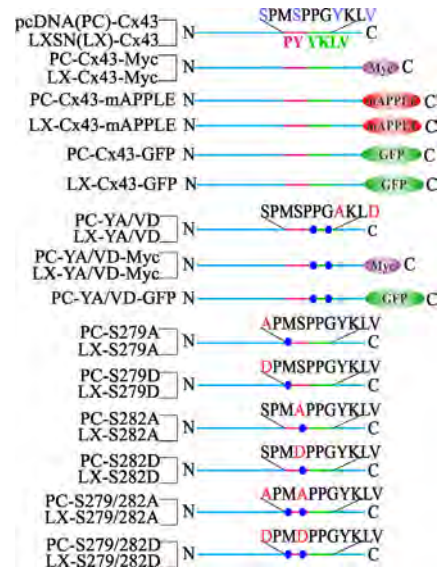 SPMSPPGYKLV
pcDNA(PC)-Cx43
LXSN(LX)-Cx43 N C
PY YKLV
PC-Cx43-Myc
LX-Cx43-Myc N Myc C
PC-Cx43-mAPPLE N mAPPLE C
LX-Cx43-mAPPLE N mAPPLE C
PC-Cx43-GFP N GFP C
LX-Cx43-GFP N GFP C
SPMSPPGAKLD
PC-YA/VD
LX-YA/VD N C
PC-YA/VD-Myc
LX-YA/VD-Myc N Myc C
PC-YA/VD-GFP N GFP C
APMSPPGYKLV
PC-S279A
LX-S279A N C
DPMSPPGYKLV
PC-S279D
LX-S279D N C
SPMAPPGYKLV
PC-S282A
LX-S282A N C
SPMDPPGYKLV
PC-S282D
LX-S282D N C
APMAPPGYKLV
PC-S279/282A
LX-S279/282A N C
DPMDPPGYKLV
PC-S279/282D
LX-S279/282D N C